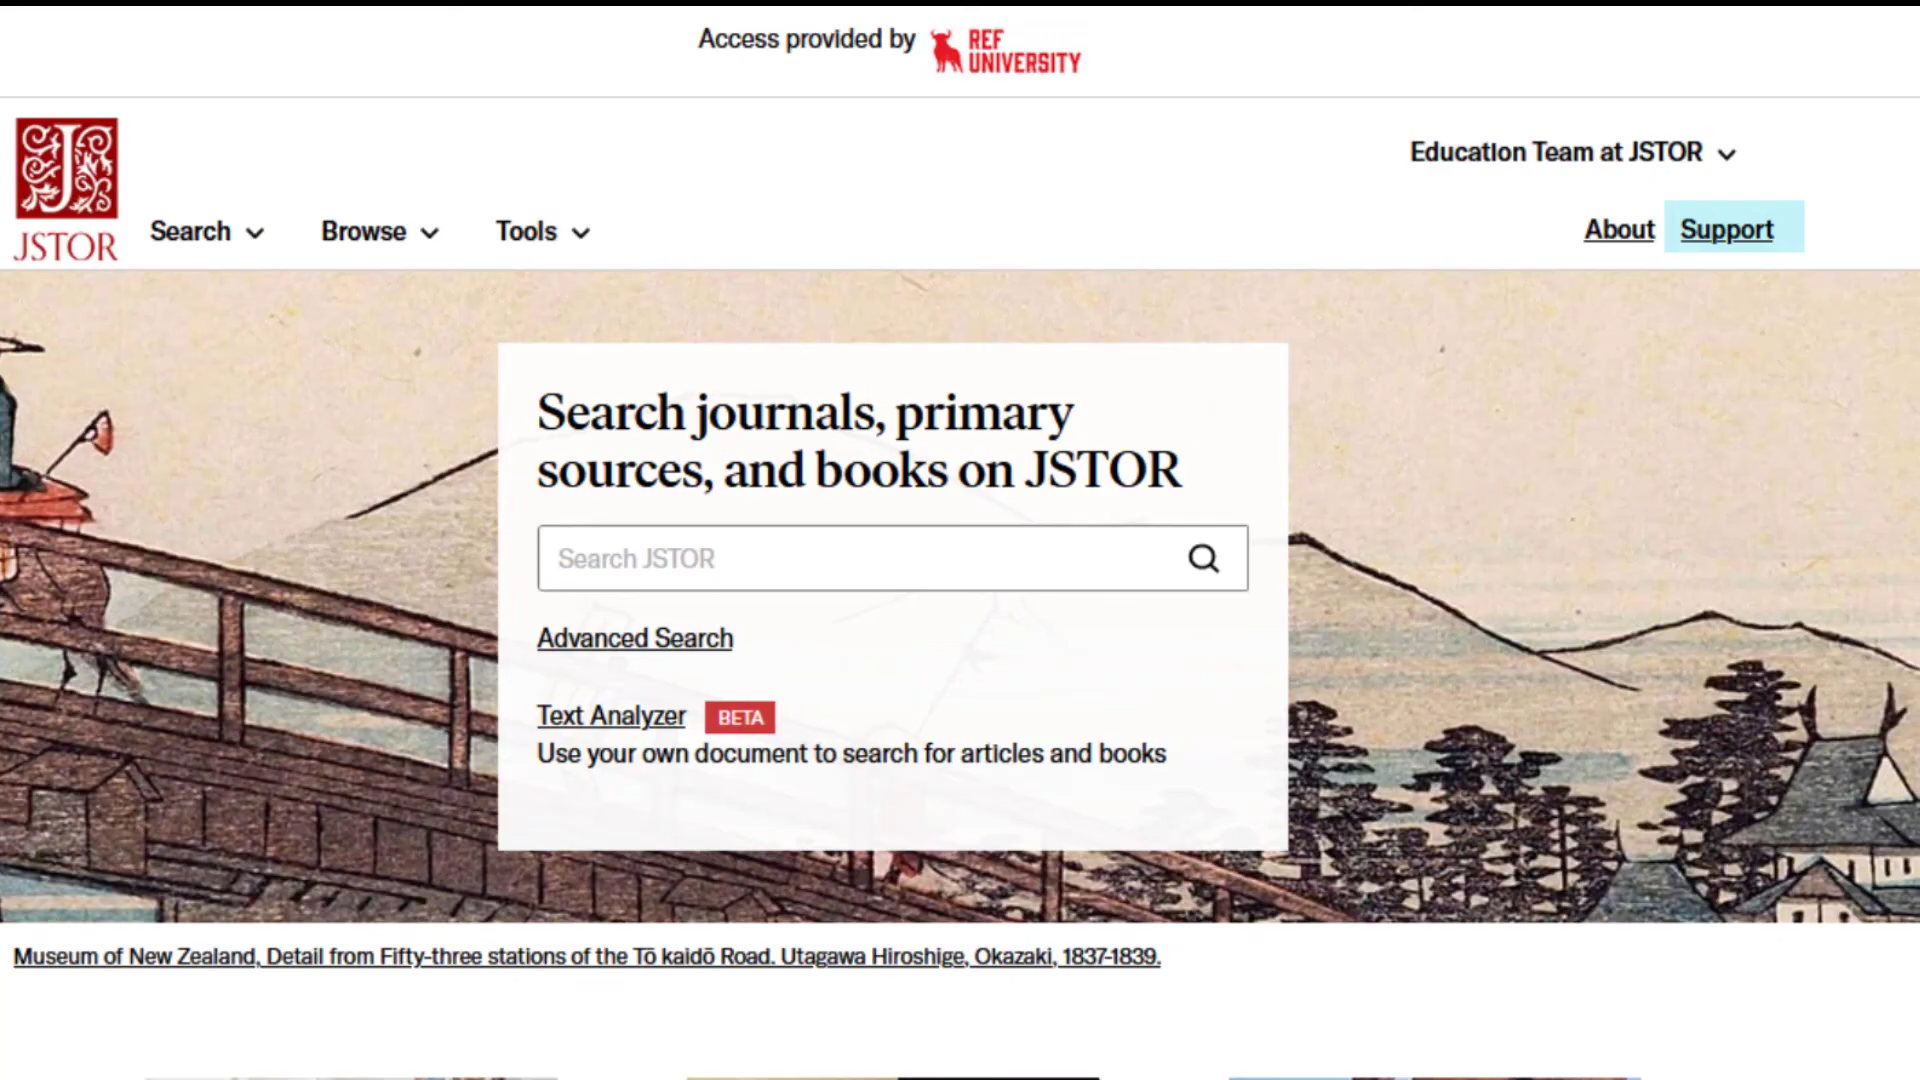 Access provided by
REF
UNIVERSITY
JSTOR
Education Team at JSTOR
Search
Browse
Tools
About
Support
Search journals, primary
sources, and books on JSTOR
Search JSTOR
Advanced Search
Text Analyzer BETA
Use your own document to search for articles and books
Museum of New Zealand, Detail from Fifty-three stations of the Tō kaidō Road. Utagawa Hiroshige, Okazaki, 1837-1839.